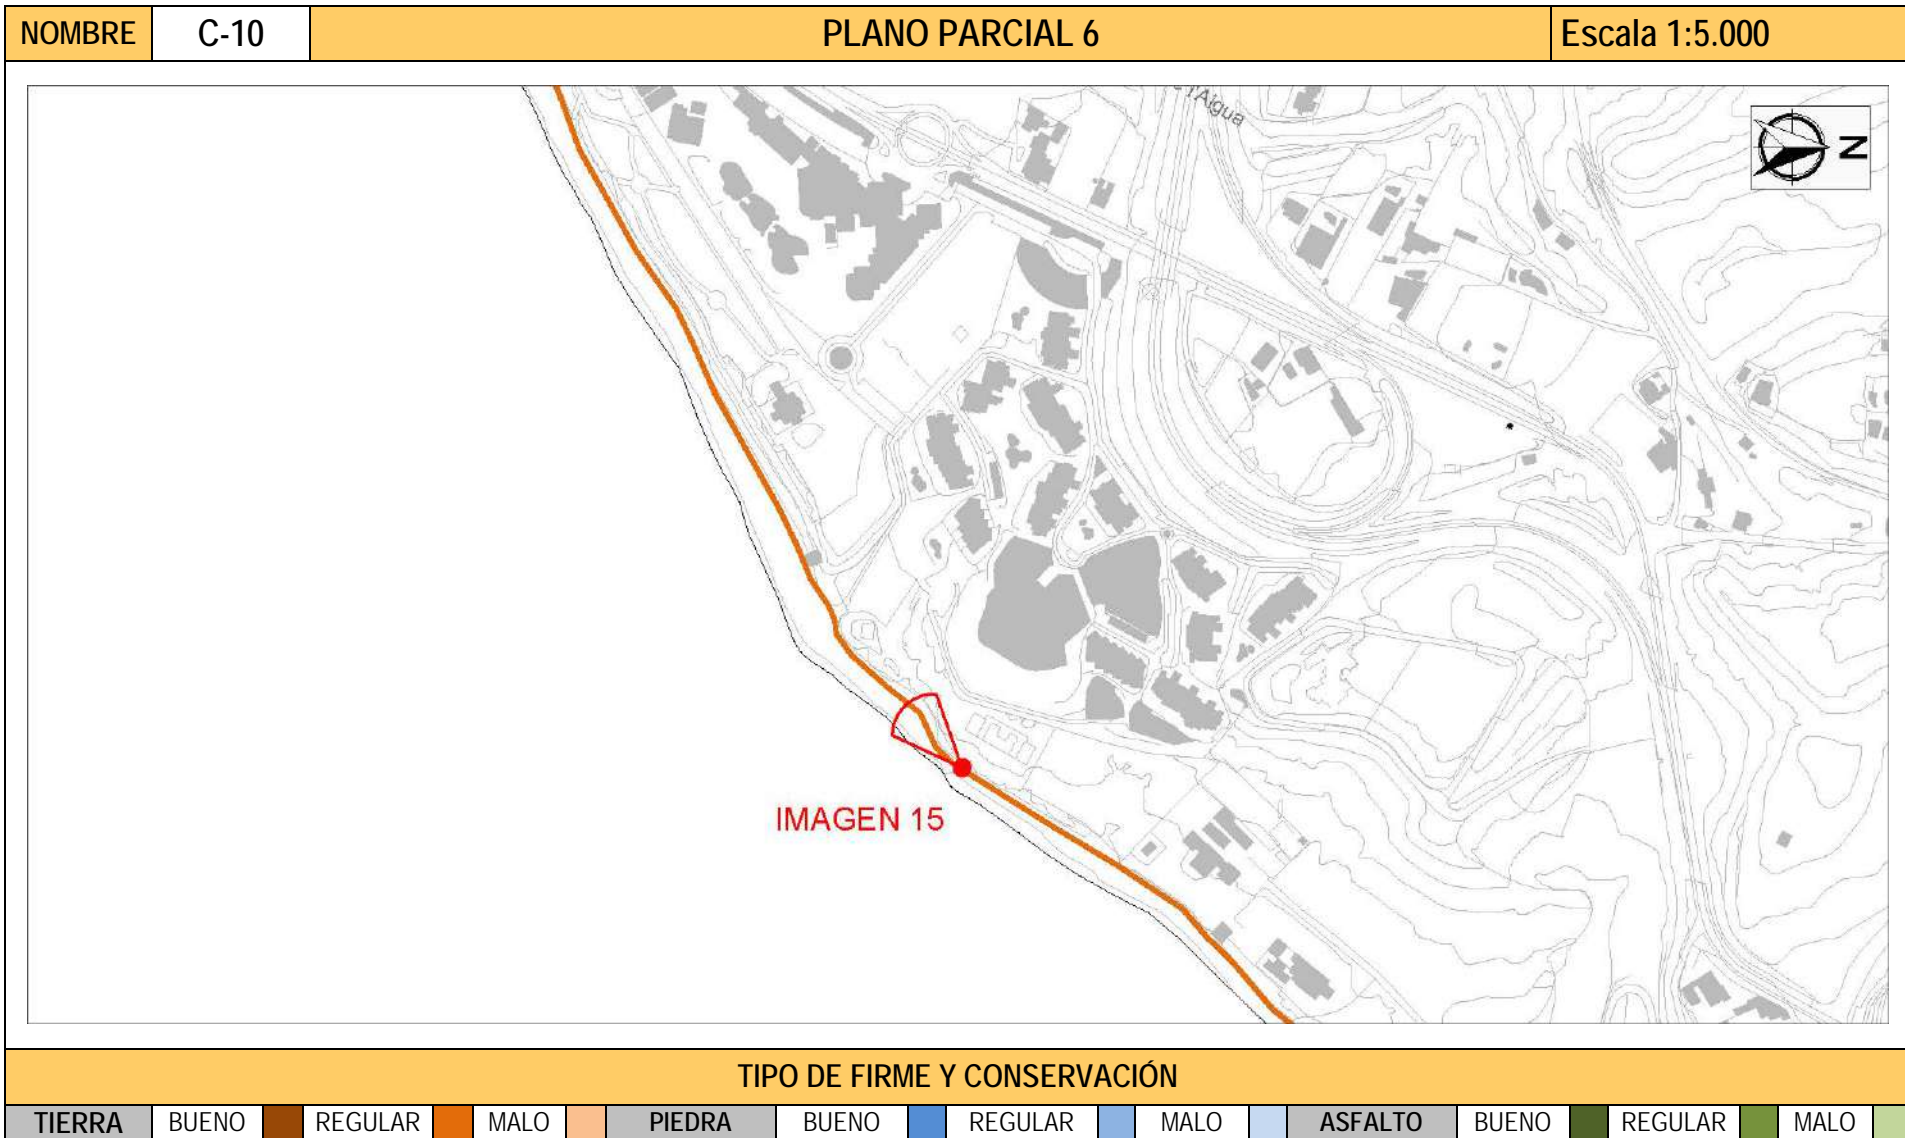 NOMBRE C-10 PLANO PARCIAL 6 Escala 1:5.000
l'Aigua
N
IMAGEN 15
TIPO DE FIRME Y CONSERVACIÓN
TIERRA BUENO REGULAR MALO PIEDRA BUENO REGULAR MALO ASFALTO BUENO REGULAR MALO